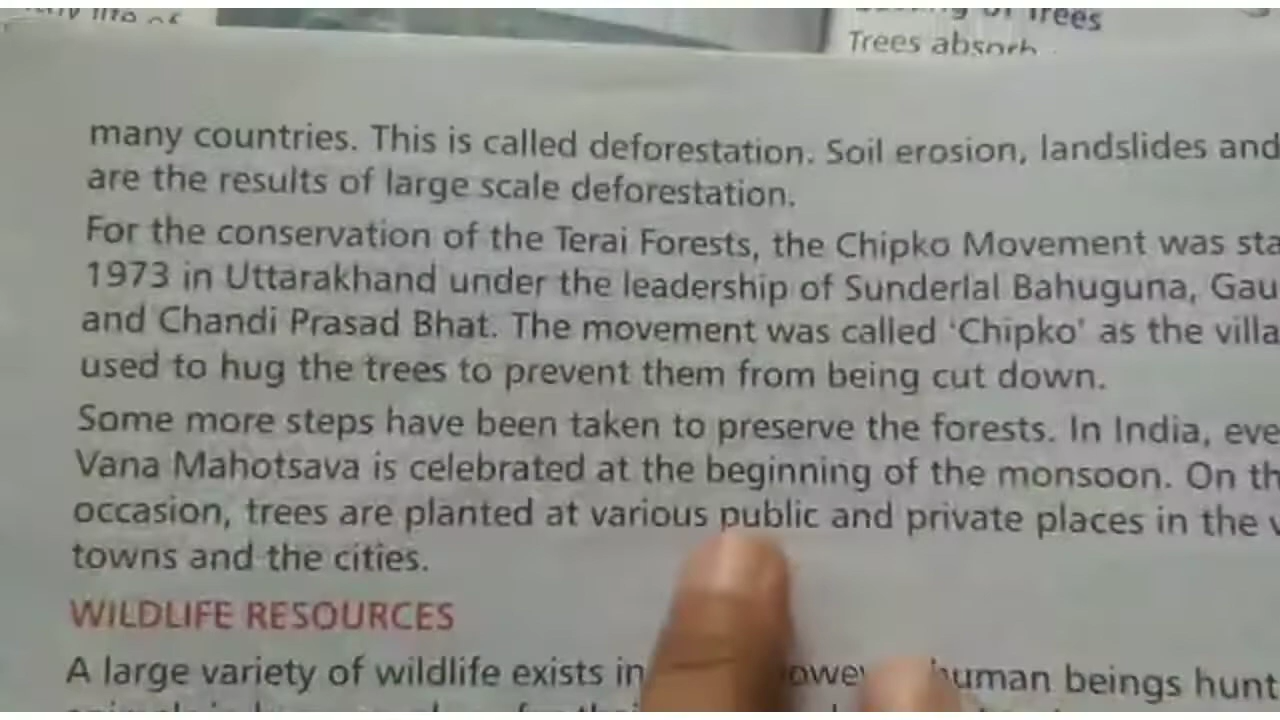 Trees
Trees absorb
many countries. This is called deforestation. Soil erosion, landslides and
are the results of large scale deforestation.
For the conservation of the Terai Forests, the Chipko Movement was sta
1973 in Uttarakhand under the leadership of Sunderlal Bahuguna, Gau
and Chandi Prasad Bhat. The movement was called 'Chipko' as the villa
used to hug the trees to prevent them from being cut down.
Some more steps have been taken to preserve the forests. In India, eve
Vana Mahotsava is celebrated at the beginning of the monsoon. On th
occasion, trees are planted at various public and private places in the v
towns and the cities.
WILDLIFE RESOURCES
A large variety of wildlife exists in human beings hunt